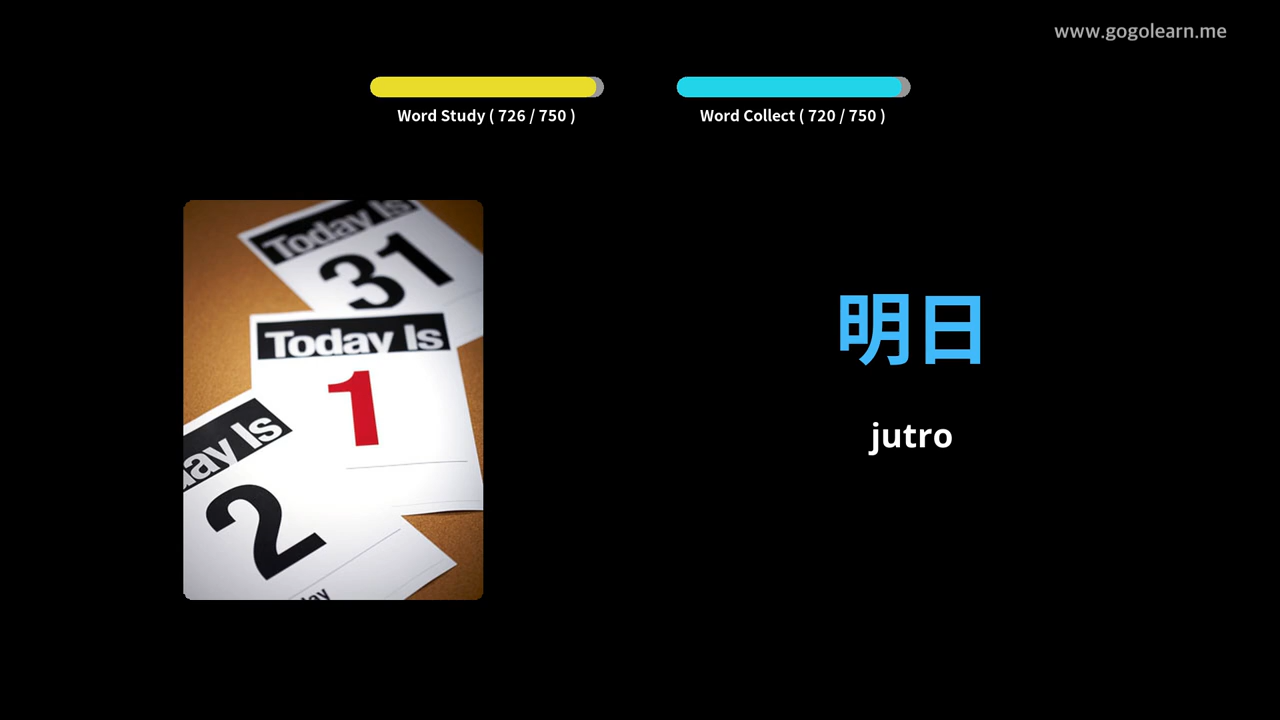 www.gogolearn.me
Word Study ( 726 / 750 )
Word Collect ( 720 / 750 )
Today Is
31
Today Is
1
day Is
2
明日
jutro